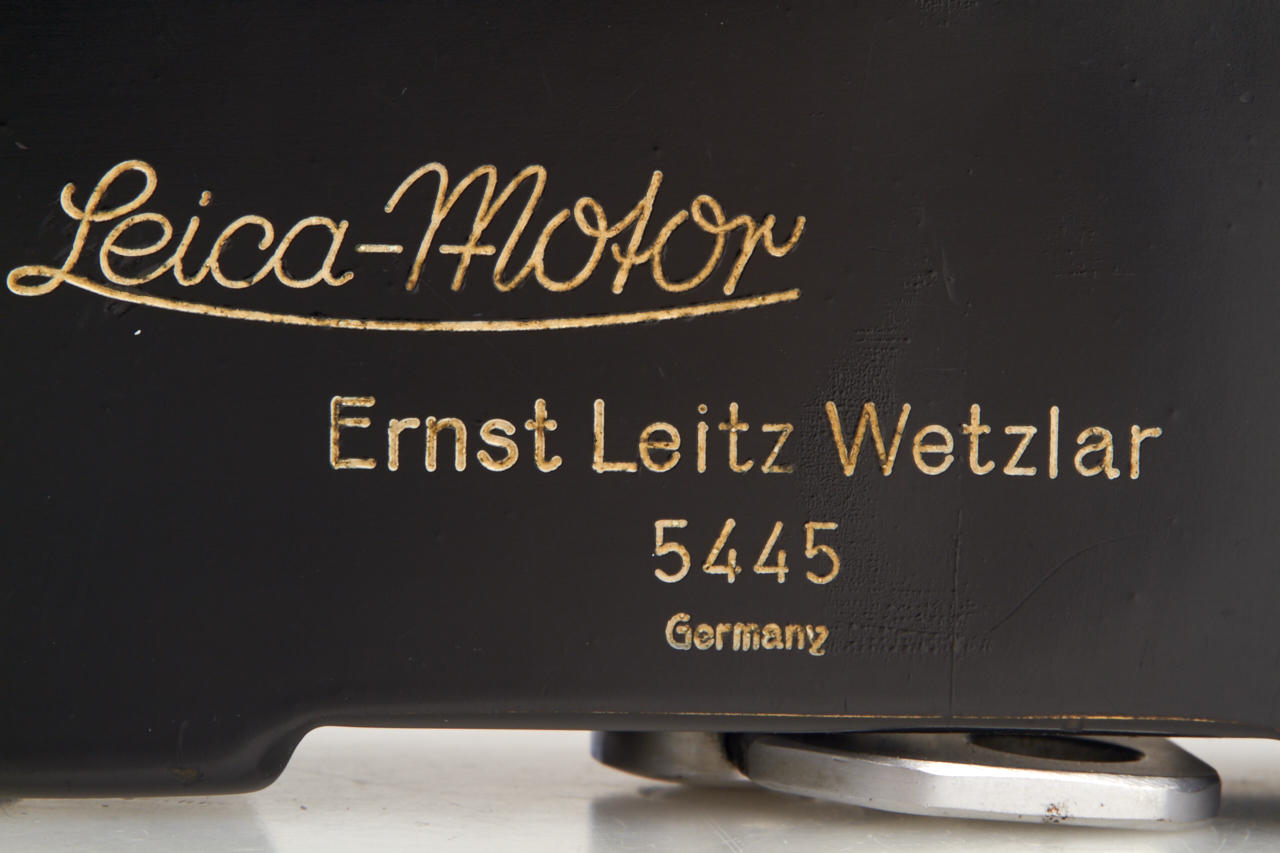 Leica-Motor
Ernst Leitz Wetzlar
5445
Germany